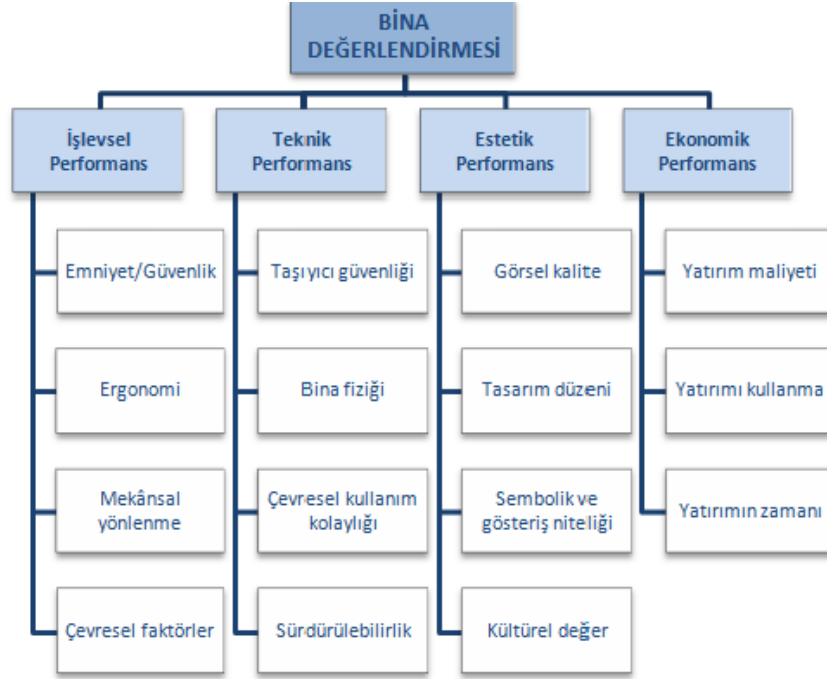 BİNA
DEĞERLENDİRMESİ
İşlevsel
Performans
Teknik
Performans
Estetik
Performans
Ekonomik
Performans
Emniyet/Güvenlik
Taşıyıcı güvenliği
Görsel kalite
Yatırım maliyeti
Ergonomi
Bina fiziği
Tasarım düzeni
Yatırımı kullanma
Mekânsal
yönlenme
Çevresel kullanım
kolaylığı
Sembolik ve
gösteriş niteliği
Yatırımın zamanı
Çevresel faktörler
Sürdürülebilirlik
Kültürel değer